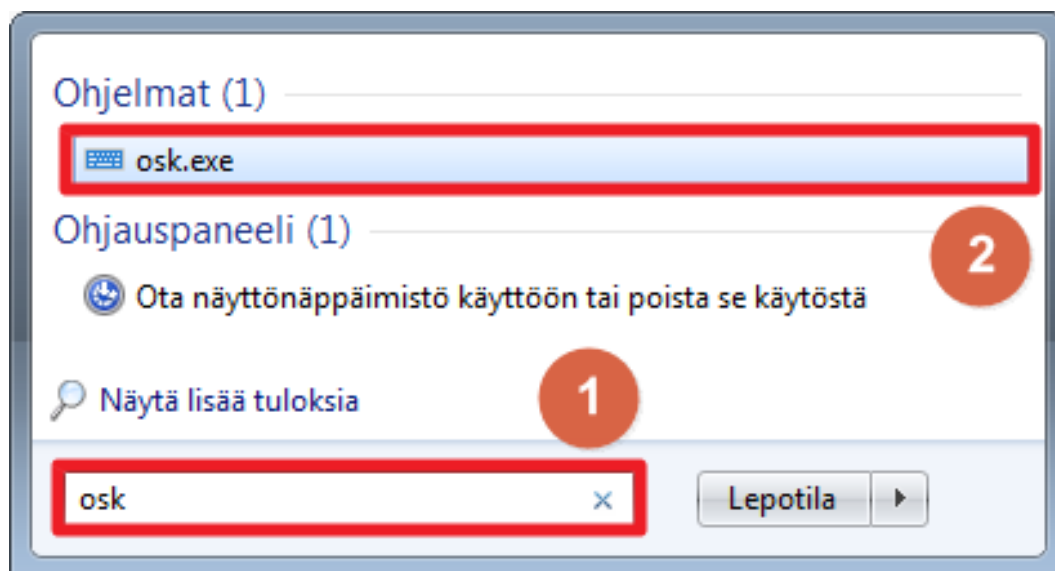 Ohjelmat (1)
osk.exe
Ohjauspaneeli (1)
2
Ota näyttönäppäimistö käyttöön tai poista se käytöstä
Näytä lisää tuloksia
1
osk
Lepotila